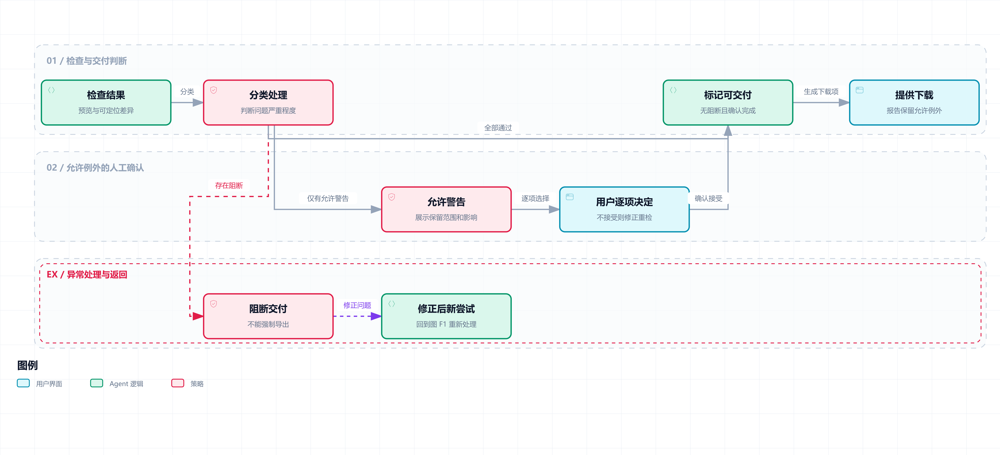 01 / 检查与交付判断
检查结果
预览与可定位差异
分类
分类处理
判断问题严重程度
全部通过
标记可交付
无阻断且确认完成
生成下载项
提供下载
报告保留允许例外
02 / 允许例外的人工确认
存在阻断
仅有允许警告
允许警告
展示保留范围和影响
逐项选择
用户逐项决定
不接受则修正重检
确认接受
EX / 异常处理与返回
阻断交付
不能强制导出
修正问题
修正后新尝试
回到图 F1 重新处理
图例
用户界面
Agent 逻辑
策略